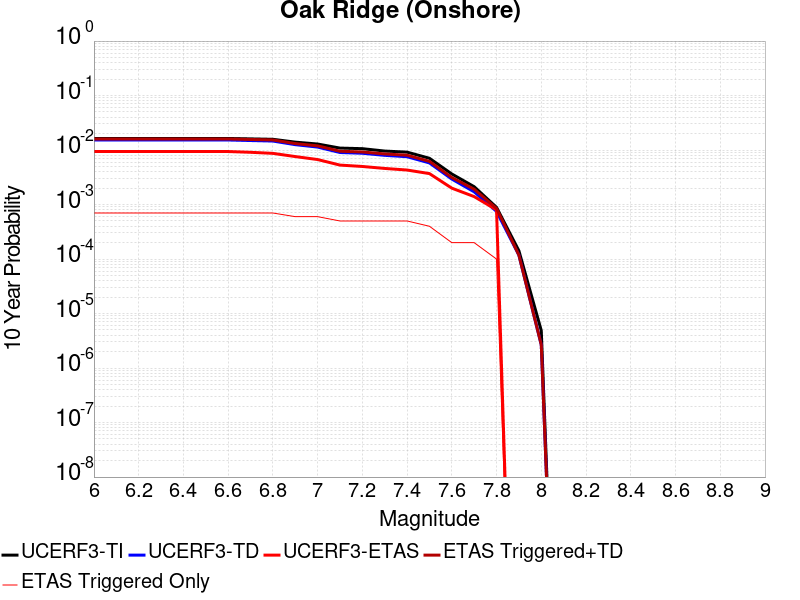 Oak Ridge (Onshore)
10^0
10^-1
10^-2
10^-3
10^-4
10^-5
10^-6
10^-7
10^-8
10 Year Probability
6 6.2 6.4 6.6 6.8 7 7.2 7.4 7.6 7.8 8 8.2 8.4 8.6 8.8 9
Magnitude
UCERF3-TI UCERF3-TD UCERF3-ETAS ETAS Triggered+TD
ETAS Triggered Only